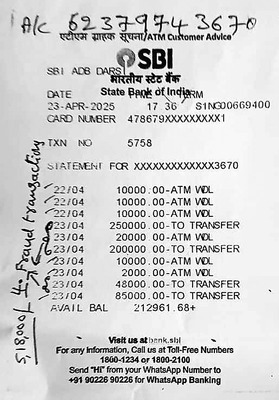 A/C 62379743670
एटीएम ग्राहक सूचना/ATM Customer Advice
SBI
SBI ADB DARSI
भारतीय स्टेट बैंक
State Bank of India
DATE TIME TERM
23-APR-2025 17 36 S1NG00669400
CARD NUMBER 478679XXXXXXXXX1
TXN NO 5758
STATEMENT FOR XXXXXXXXXXXXX3670
22/04 10000.00-ATM WDL
22/04 10000.00-ATM WDL
22/04 10000.00-ATM WDL
23/04 250000.00-TO TRANSFER
23/04 20000.00-ATM WDL
23/04 200000.00-TO TRANSFER
23/04 10000.00-ATM WDL
23/04 2000.00-ATM WDL
23/04 48000.00-TO TRANSFER
23/04 85000.00-TO TRANSFER
AVAIL BAL 212961.68+
5,18,000/- Fraud transaction
Visit us at bank.sbi
For any Information, Call us at Toll-Free Numbers
1860-1234 or 1800-2100
Send "Hi" from your WhatsApp Number to
+91 90226 90226 for WhatsApp Banking